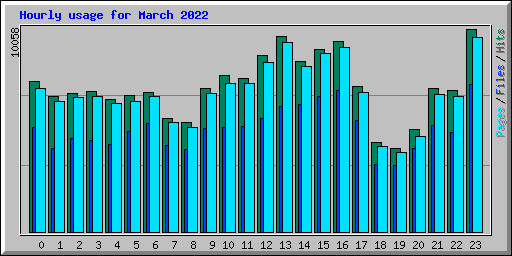 Hourly usage for March 2022
10058
Pages/Files/Hits
0 1 2 3 4 5 6 7 8 9 10 11 12 13 14 15 16 17 18 19 20 21 22 23